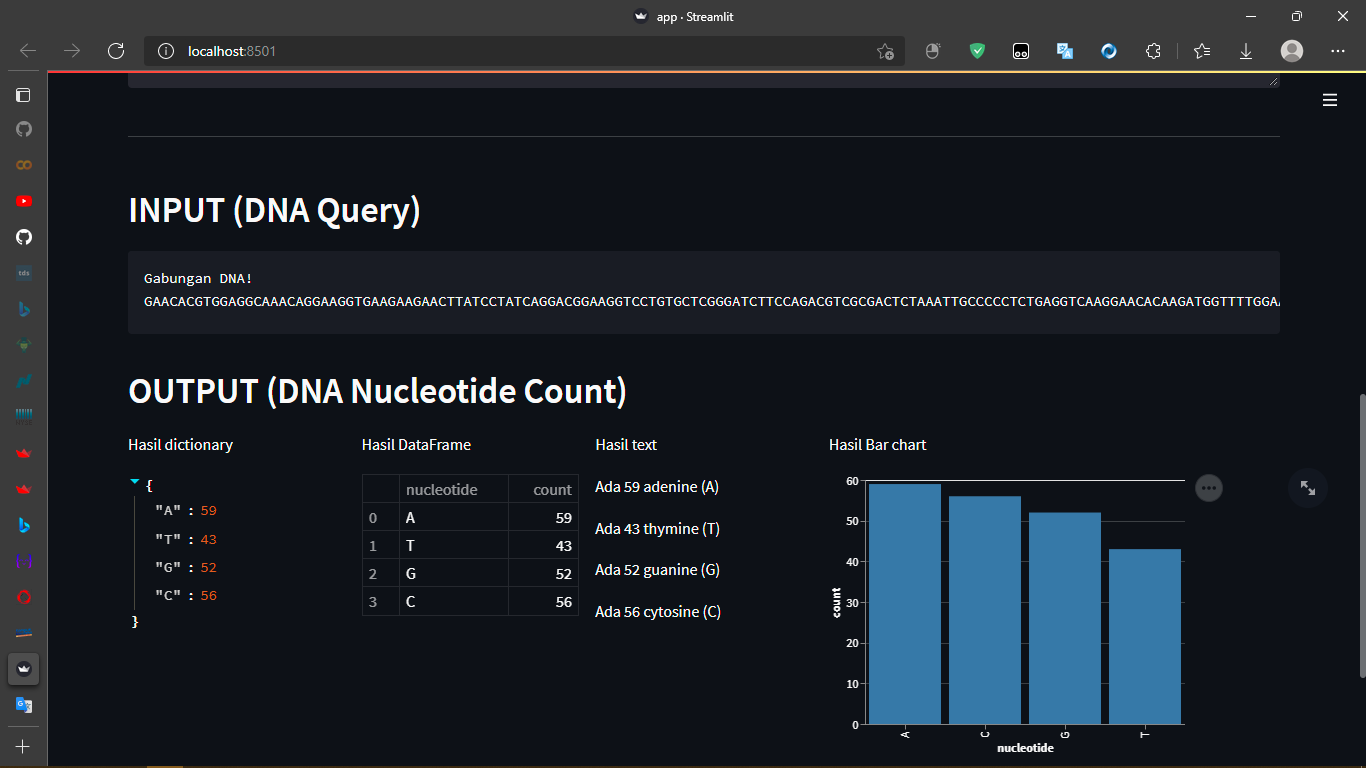 app · Streamlit
localhost:8501
INPUT (DNA Query)
Gabungan DNA!
GAACACGTGGAGGCAAACAGGAAGGTGAAGAAGAACTTATCCTATCAGGACGGAAGGTCCTGTGCTCGGGATCTTCCAGACGTCGCGACTCTAAATTGCCCCCTCTGAGGTCAAGGAACACAAGATGGTTTTGGAA
OUTPUT (DNA Nucleotide Count)
Hasil dictionary
{
"A" : 59
"T" : 43
"G" : 52
"C" : 56
}
Hasil DataFrame
nucleotide count
0 A 59
1 T 43
2 G 52
3 C 56
Hasil text
Ada 59 adenine (A)
Ada 43 thymine (T)
Ada 52 guanine (G)
Ada 56 cytosine (C)
Hasil Bar chart
60
50
40
30
20
10
0
count
A C G T
nucleotide
tds